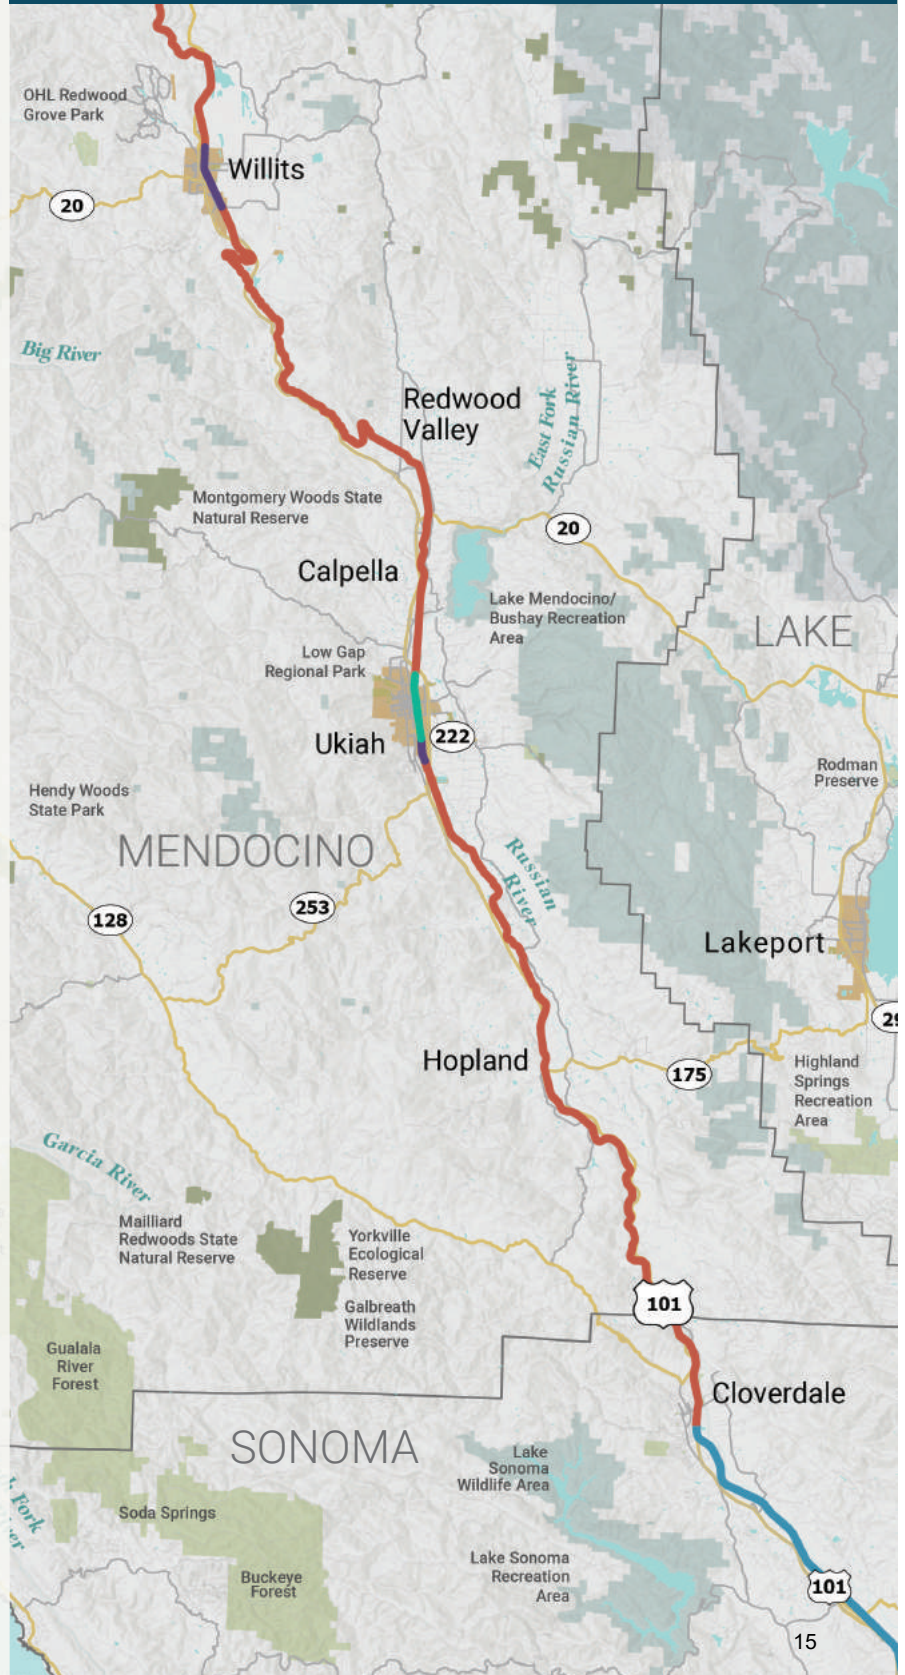 OHL Redwood
Grove Park
Willits
20
Big River
Redwood
Valley
East Fork
Russian River
Montgomery Woods State
Natural Reserve
20
Calpella
Lake Mendocino/
Bushay Recreation
Area
LAKE
Low Gap
Regional Park
Ukiah
222
Rodman
Preserve
Hendy Woods
State Park
MENDOCINO
Russian
River
253
128
Lakeport
29
Hopland
175
Highland
Springs
Recreation
Area
Garcia River
Mailliard
Redwoods State
Natural Reserve
Yorkville
Ecological
Reserve
101
Galbreath
Wildlands
Preserve
Gualala
River
Forest
Cloverdale
SONOMA
Lake
Sonoma
Wildlife Area
Fork
Soda Springs
Lake Sonoma
Recreation
Area
Buckeye
Forest
101
15